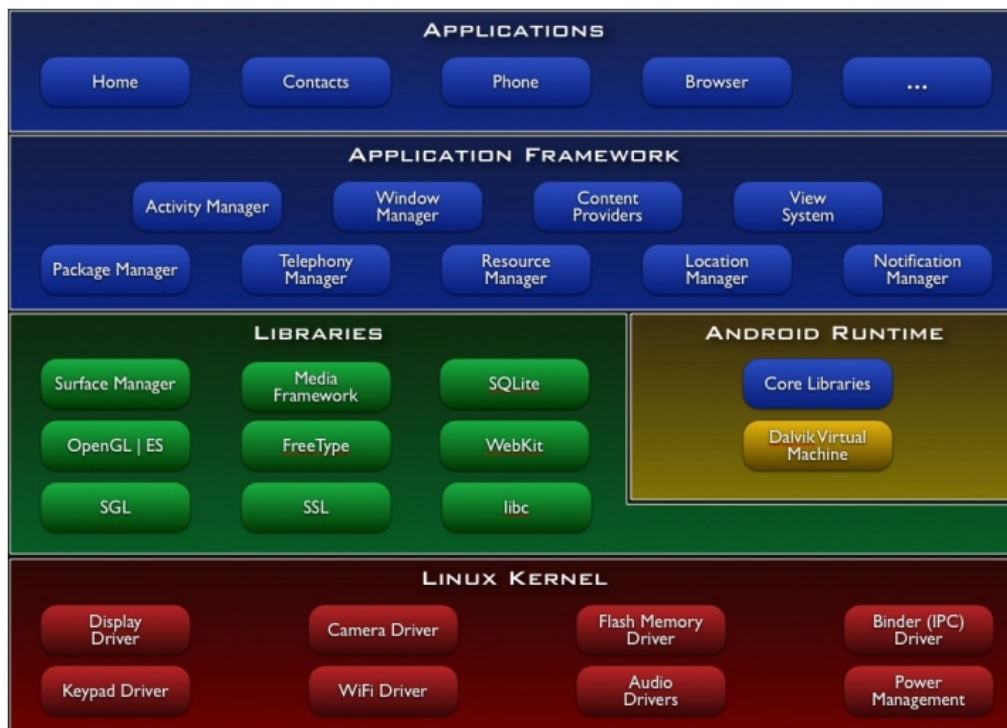 APPLICATIONS
Home
Contacts
Phone
Browser
...
APPLICATION FRAMEWORK
Activity Manager
Window
Manager
Content
Providers
View
System
Package Manager
Telephony
Manager
Resource
Manager
Location
Manager
Notification
Manager
LIBRARIES
Surface Manager
Media
Framework
SQLite
OpenGL | ES
FreeType
WebKit
SGL
SSL
libc
ANDROID RUNTIME
Core Libraries
Dalvik Virtual
Machine
LINUX KERNEL
Display
Driver
Camera Driver
Flash Memory
Driver
Binder (IPC)
Driver
Keypad Driver
WiFi Driver
Audio
Drivers
Power
Management